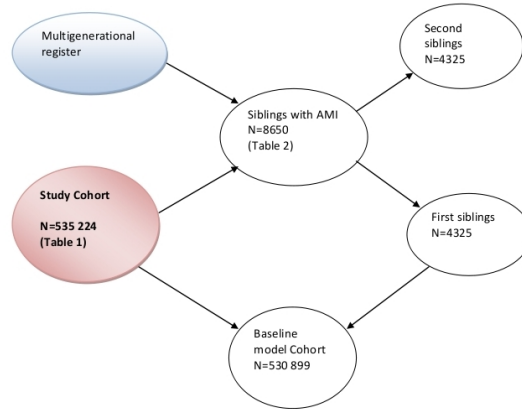 Multigenerational
register
Second
siblings
N=4325
Siblings with AMI
N=8650
(Table 2)
Study Cohort
N=535 224
(Table 1)
First siblings
N=4325
Baseline
model Cohort
N=530 899